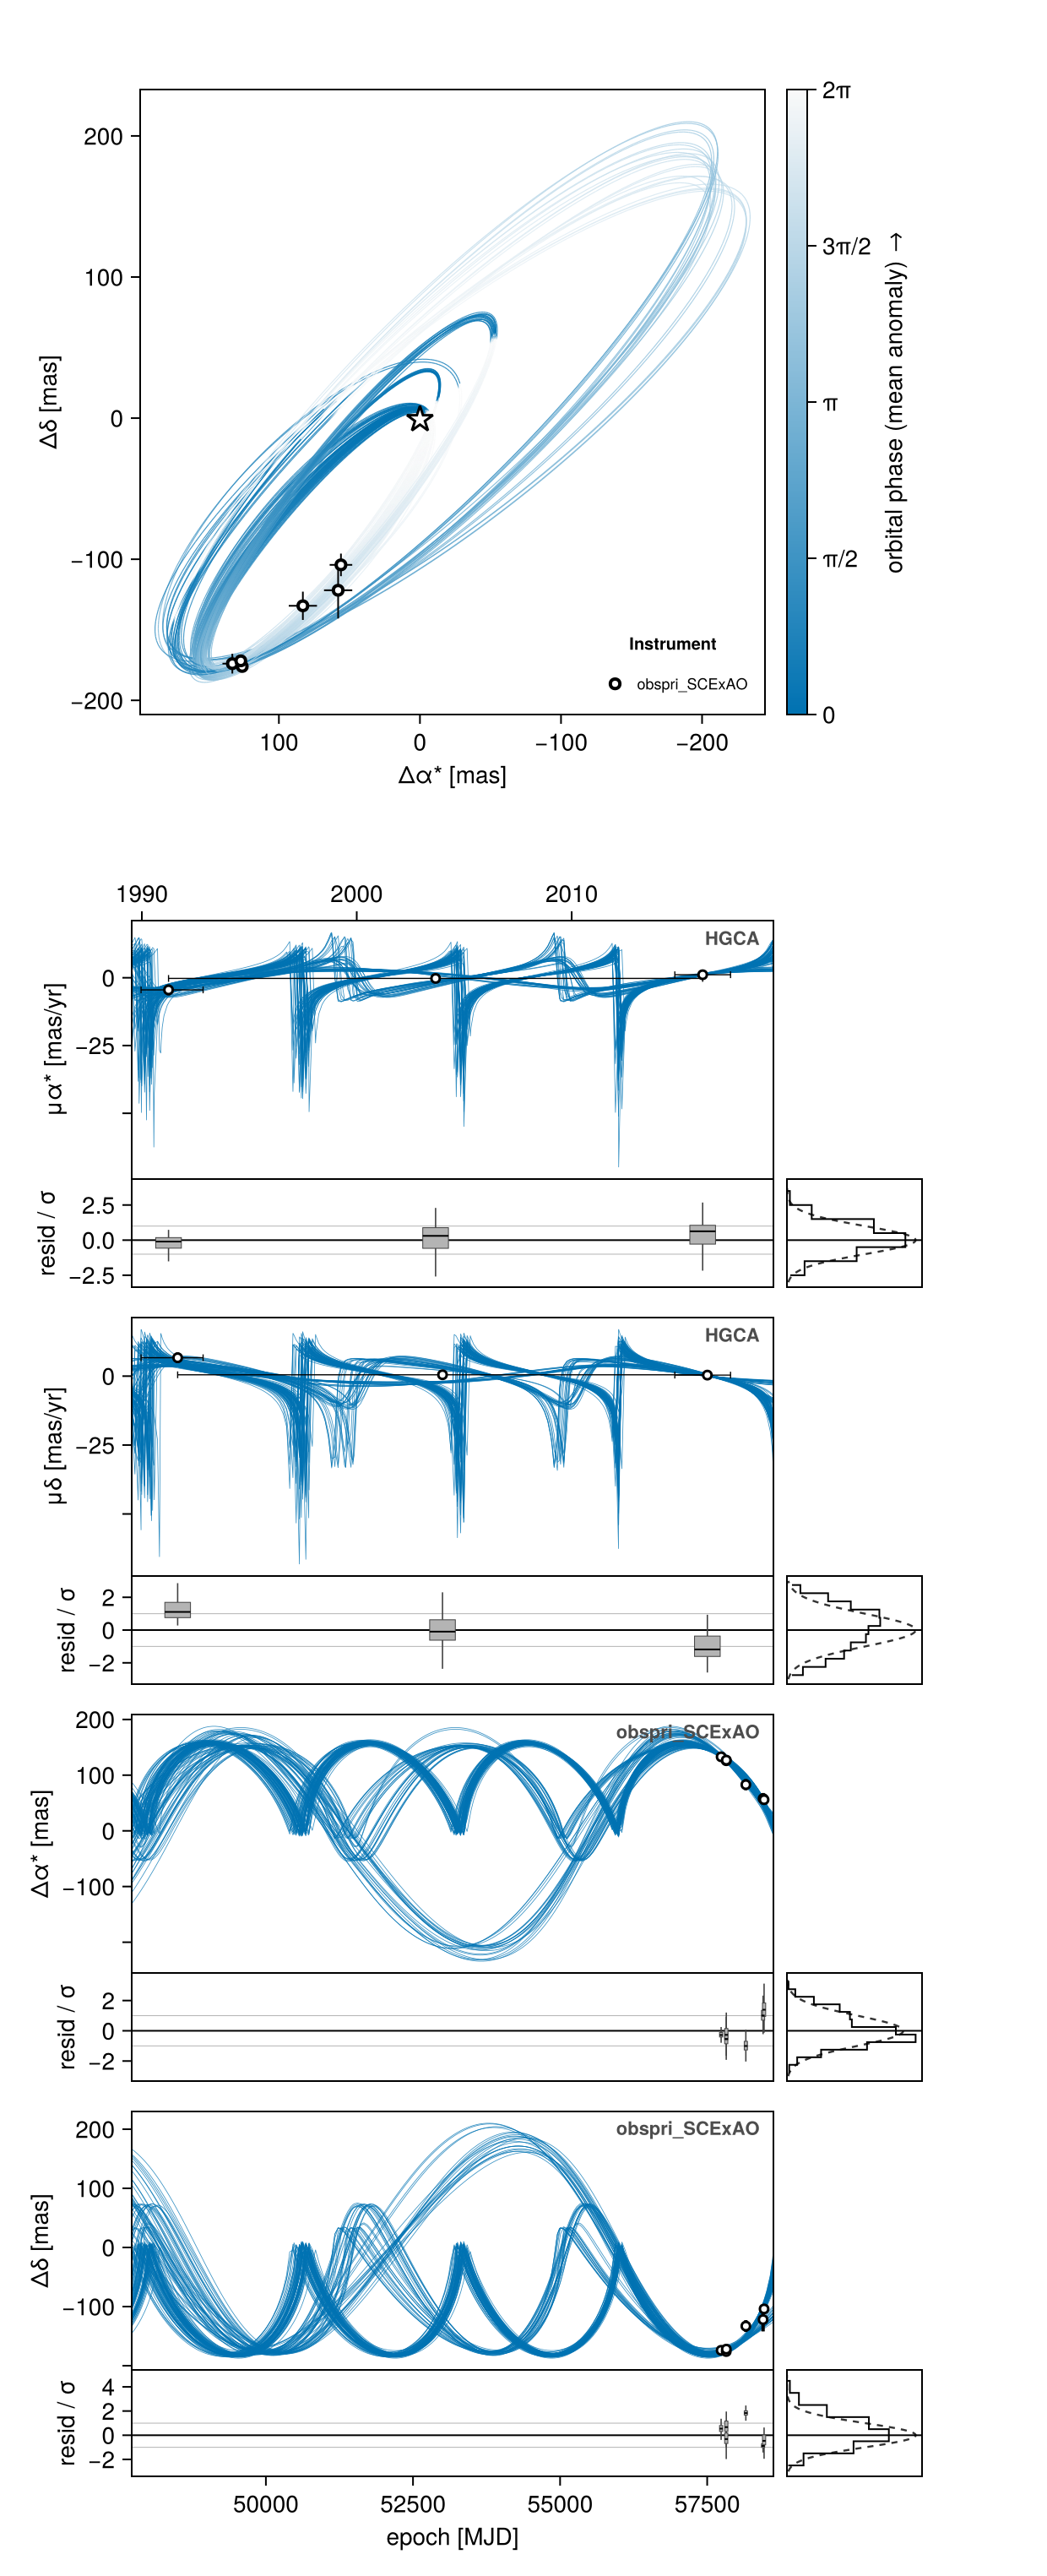 200
100
0
−100
−200
Δδ [mas]
100
0
−100
−200
Δα* [mas]
Instrument
obspri_SCExAO
2π
3π/2
π
π/2
0
orbital phase (mean anomaly) →
1990
2000
2010
HGCA
0
−25
μα* [mas/yr]
2.5
0.0
−2.5
resid / σ
HGCA
0
−25
μδ [mas/yr]
2
0
−2
resid / σ
obspri_SCExAO
200
100
0
−100
Δα* [mas]
2
0
−2
resid / σ
obspri_SCExAO
200
100
0
−100
Δδ [mas]
4
2
0
−2
resid / σ
50000
52500
55000
57500
epoch [MJD]